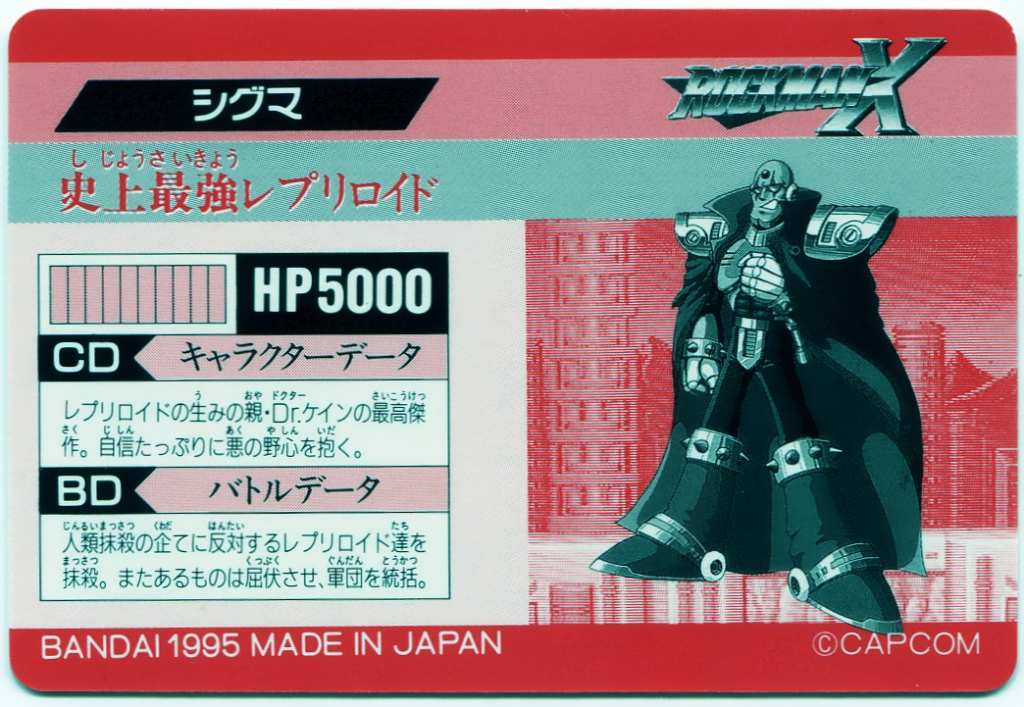 シグマ
ROCKMAN X
し じょうさいきょう
史上最強レプリロイド
HP5000
CD キャラクターデータ
う おや ドクター さいこうけっ
レプリロイドの生みの親・Dr.ケインの最高傑
さく じしん あく やしん いだ
作。自信たっぷりに悪の野心を抱く。
BD バトルデータ
じんるいまっさつ くわだ はんたい たち
人類抹殺の企てに反対するレプリロイド達を
まっさつ くっぷく ぐんだん とうかつ
抹殺。またあるものは屈伏させ、軍団を統括。
BANDAI 1995 MADE IN JAPAN
©CAPCOM